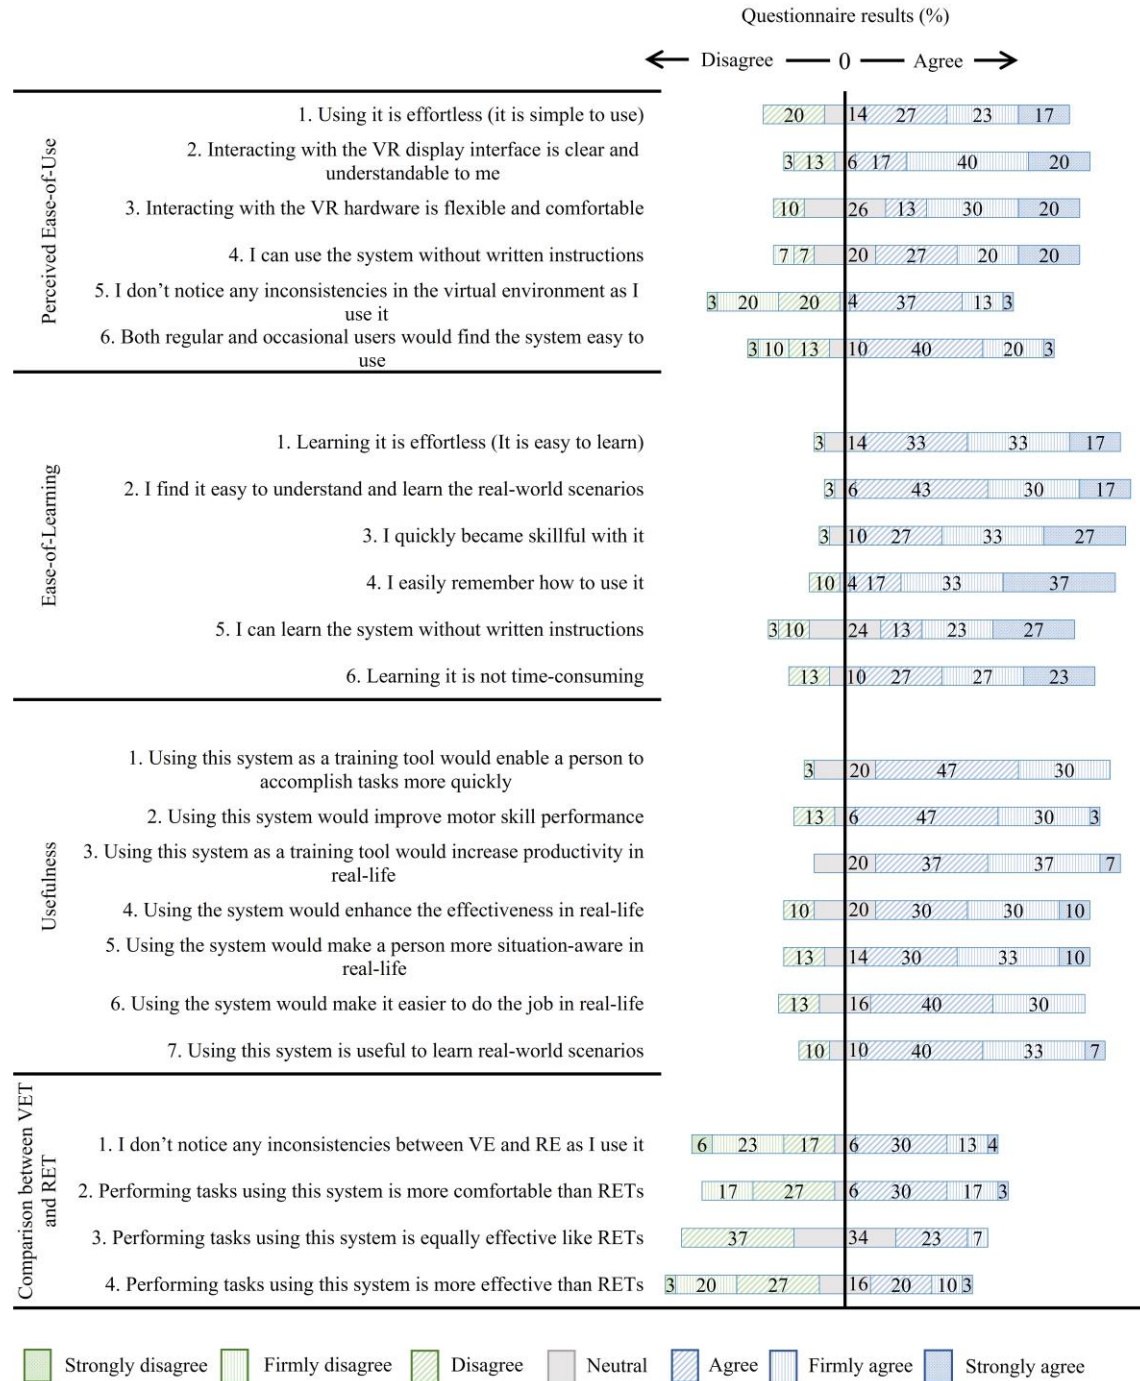 Questionnaire results (%)
Disagree 0 Agree
Perceived Ease-of-Use
1. Using it is effortless (it is simple to use)
20 14 27 23 17
2. Interacting with the VR display interface is clear and
understandable to me
3 13 6 17 40 20
3. Interacting with the VR hardware is flexible and comfortable
10 26 13 30 20
4. I can use the system without written instructions
7 7 20 27 20 20
5. I don't notice any inconsistencies in the virtual environment as I
use it
3 20 20 4 37 13 3
6. Both regular and occasional users would find the system easy to
use
3 10 13 10 40 20 3
Ease-of-Learning
1. Learning it is effortless (It is easy to learn)
3 14 33 33 17
2. I find it easy to understand and learn the real-world scenarios
3 6 43 30 17
3. I quickly became skillful with it
3 10 27 33 27
4. I easily remember how to use it
10 4 17 33 37
5. I can learn the system without written instructions
3 10 24 13 23 27
6. Learning it is not time-consuming
13 10 27 27 23
Usefulness
1. Using this system as a training tool would enable a person to
accomplish tasks more quickly
3 20 47 30
2. Using this system would improve motor skill performance
13 6 47 30 3
3. Using this system as a training tool would increase productivity in
real-life
20 37 37 7
4. Using the system would enhance the effectiveness in real-life
10 20 30 30 10
5. Using the system would make a person more situation-aware in
real-life
13 14 30 33 10
6. Using the system would make it easier to do the job in real-life
13 16 40 30
7. Using this system is useful to learn real-world scenarios
10 10 40 33 7
Comparison between VET
and RET
1. I don't notice any inconsistencies between VE and RE as I use it
6 23 17 6 30 13 4
2. Performing tasks using this system is more comfortable than RETs
17 27 6 30 17 3
3. Performing tasks using this system is equally effective like RETs
37 34 23 7
4. Performing tasks using this system is more effective than RETs
3 20 27 16 20 10 3
Strongly disagree Firmly disagree Disagree Neutral Agree Firmly agree Strongly agree